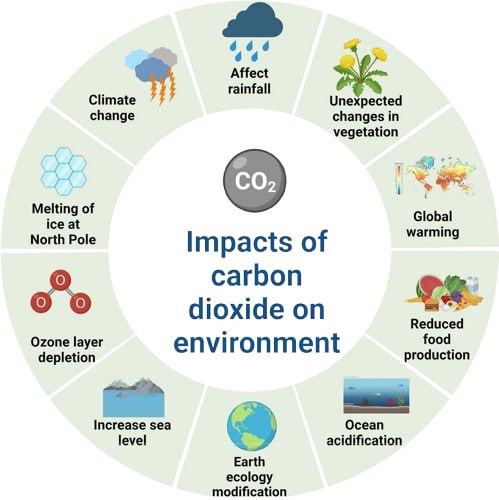 Affect
rainfall
Unexpected
changes in
vegetation
Global
warming
Reduced
food
production
Ocean
acidification
Earth
ecology
modification
Increase sea
level
Ozone layer
depletion
Melting of
ice at
North Pole
Climate
change
CO₂
Impacts of
carbon
dioxide on
environment
O
O
O